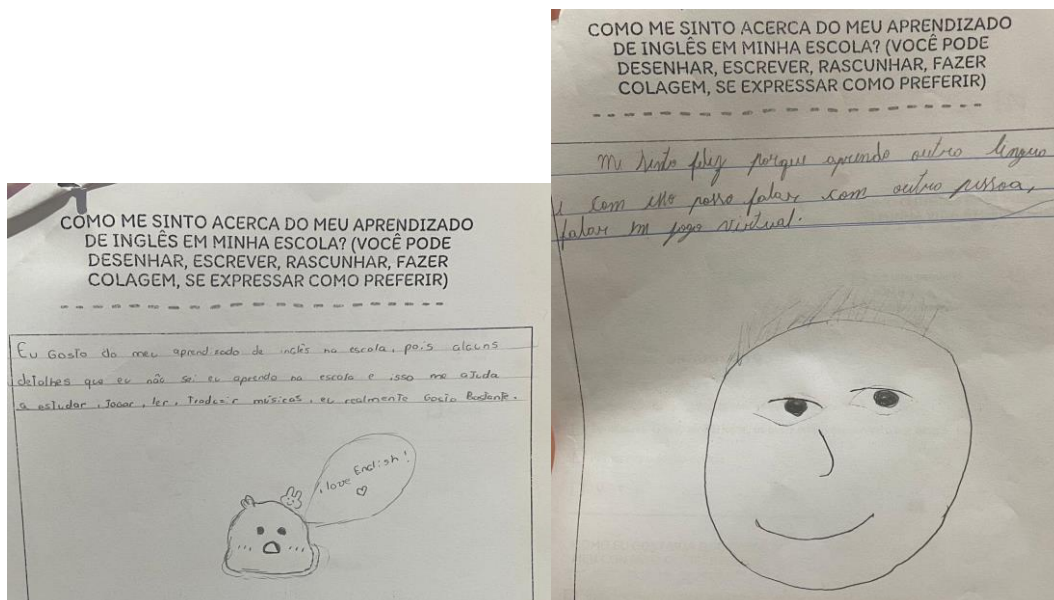 COMO ME SINTO ACERCA DO MEU APRENDIZADO
DE INGLÊS EM MINHA ESCOLA? (VOCÊ PODE
DESENHAR, ESCREVER, RASCUNHAR, FAZER
COLAGEM, SE EXPRESSAR COMO PREFERIR)
Eu Gosto do meu aprendisado de inglês na escola, pois alguns
detalhes que eu não sei eu aprendo na escola e isso me ajuda
a estudar, Jogar, ler, Traduzir músicas, eu realmente Gosto Bastante.
I love English!
COMO ME SINTO ACERCA DO MEU APRENDIZADO
DE INGLÊS EM MINHA ESCOLA? (VOCÊ PODE
DESENHAR, ESCREVER, RASCUNHAR, FAZER
COLAGEM, SE EXPRESSAR COMO PREFERIR)
me sinto feliz porque aprendo outro lingua
e com isso posso falar com outro pessoa,
falar em jogo virtual.